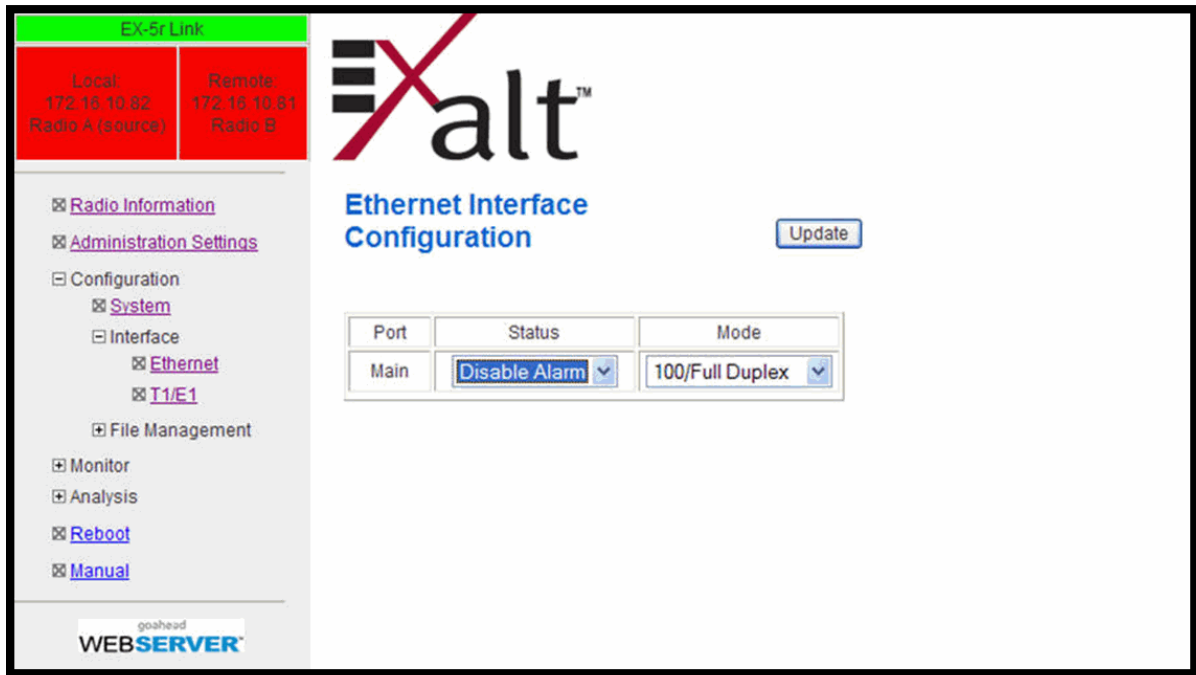 EX-5r Link
Local:
172.16.10.82
Radio A (source)
Remote:
172.16.10.81
Radio B
EXalt™
Radio Information
Administration Settings
Configuration
System
Interface
Ethernet
T1/E1
File Management
Monitor
Analysis
Reboot
Manual
goahead
WEBSERVER
Ethernet Interface
Configuration
Update
Port Status Mode
Main Disable Alarm 100/Full Duplex